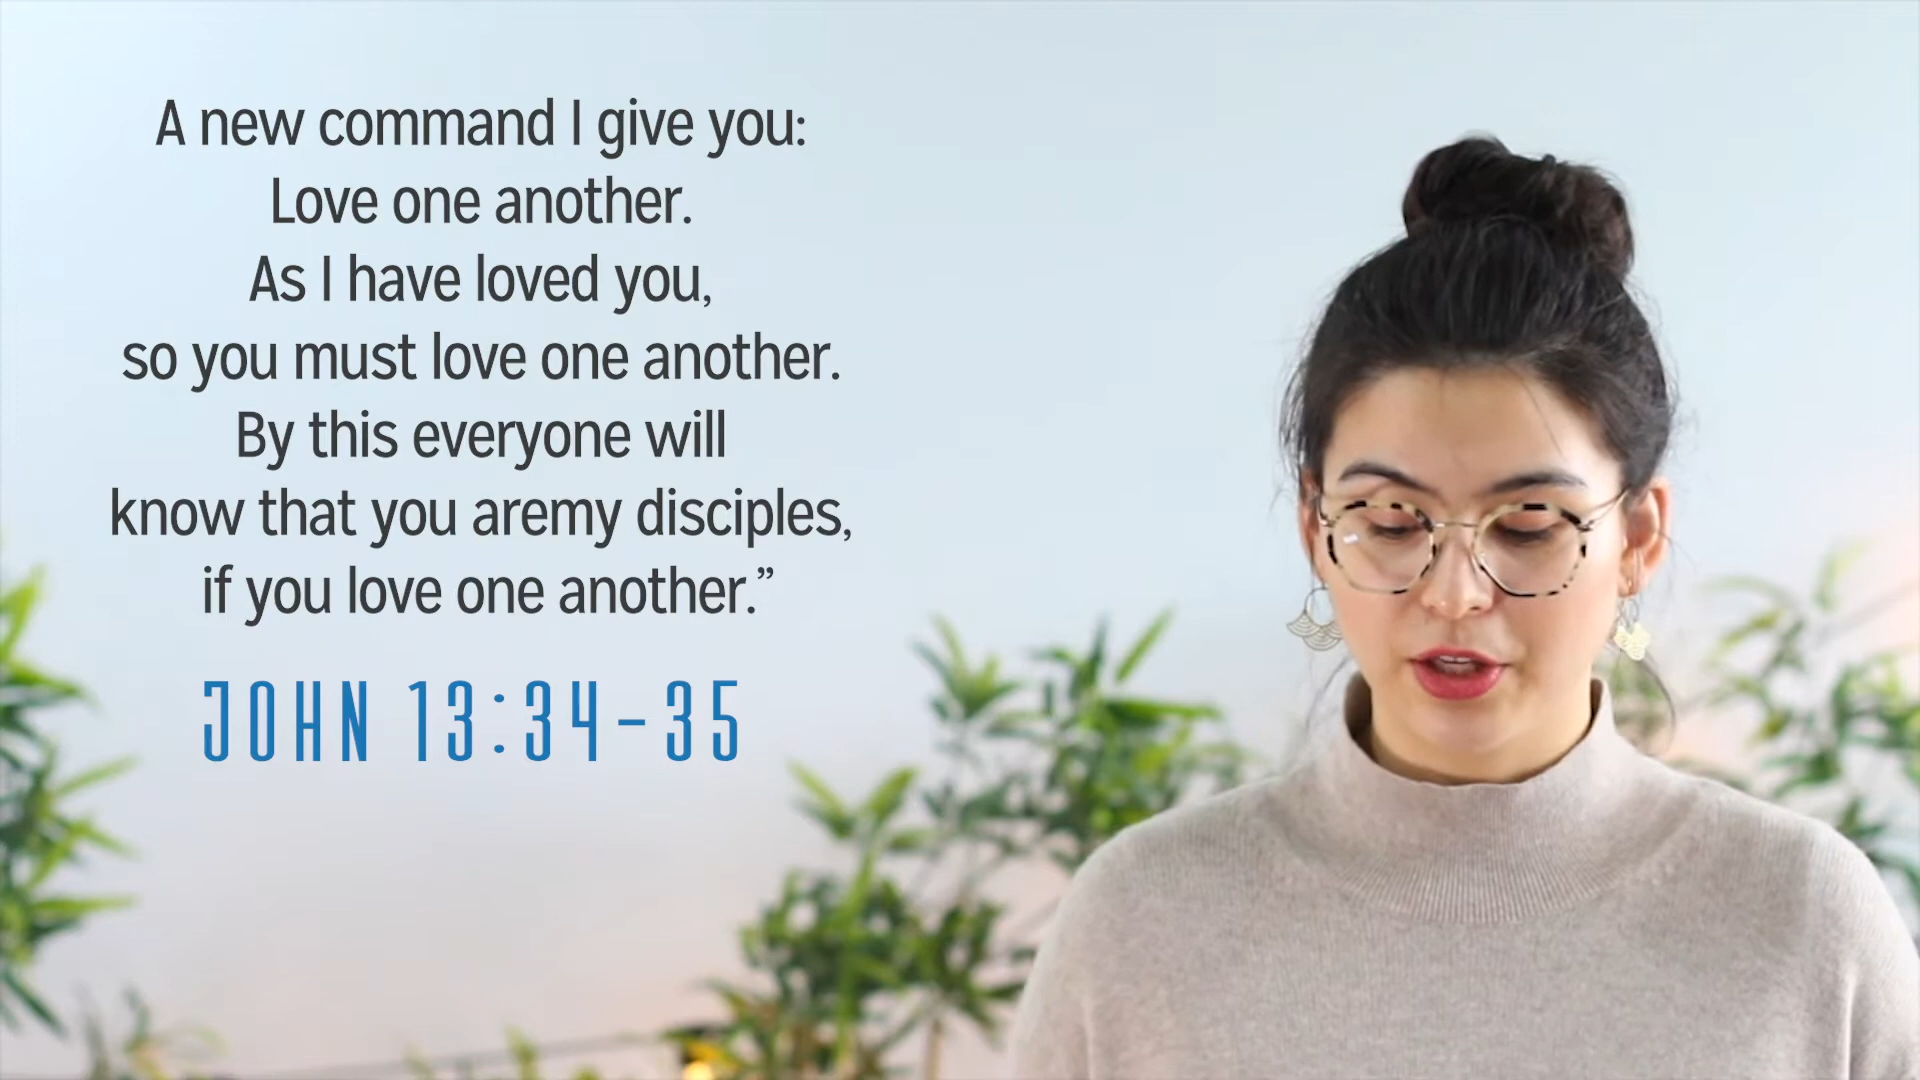 A new command I give you:
Love one another.
As I have loved you,
so you must love one another.
By this everyone will
know that you aremy disciples,
if you love one another.”
JOHN 13:34-35